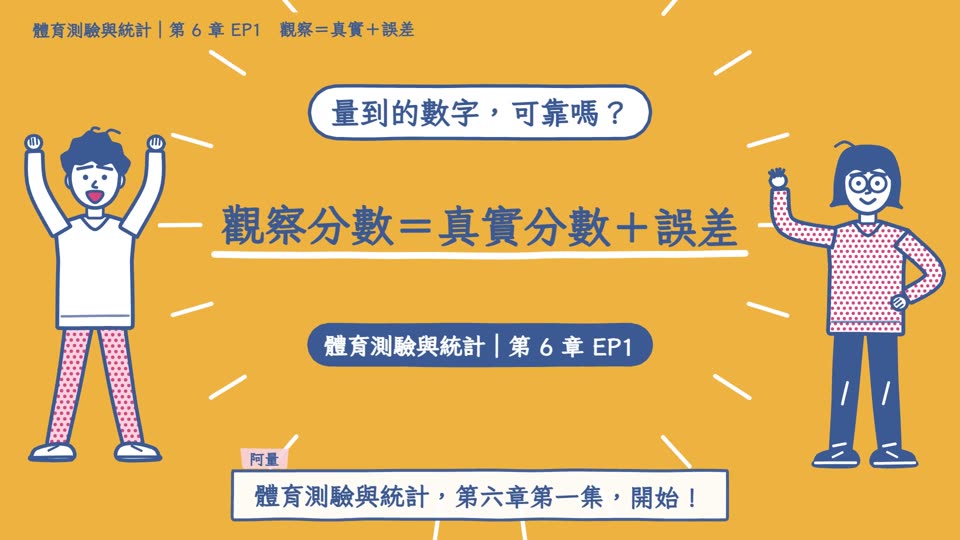 體育測驗與統計｜第 6 章 EP1　觀察＝真實＋誤差
量到的數字，可靠嗎？
觀察分數＝真實分數＋誤差
體育測驗與統計｜第 6 章 EP1
阿量
體育測驗與統計，第六章第一集，開始！